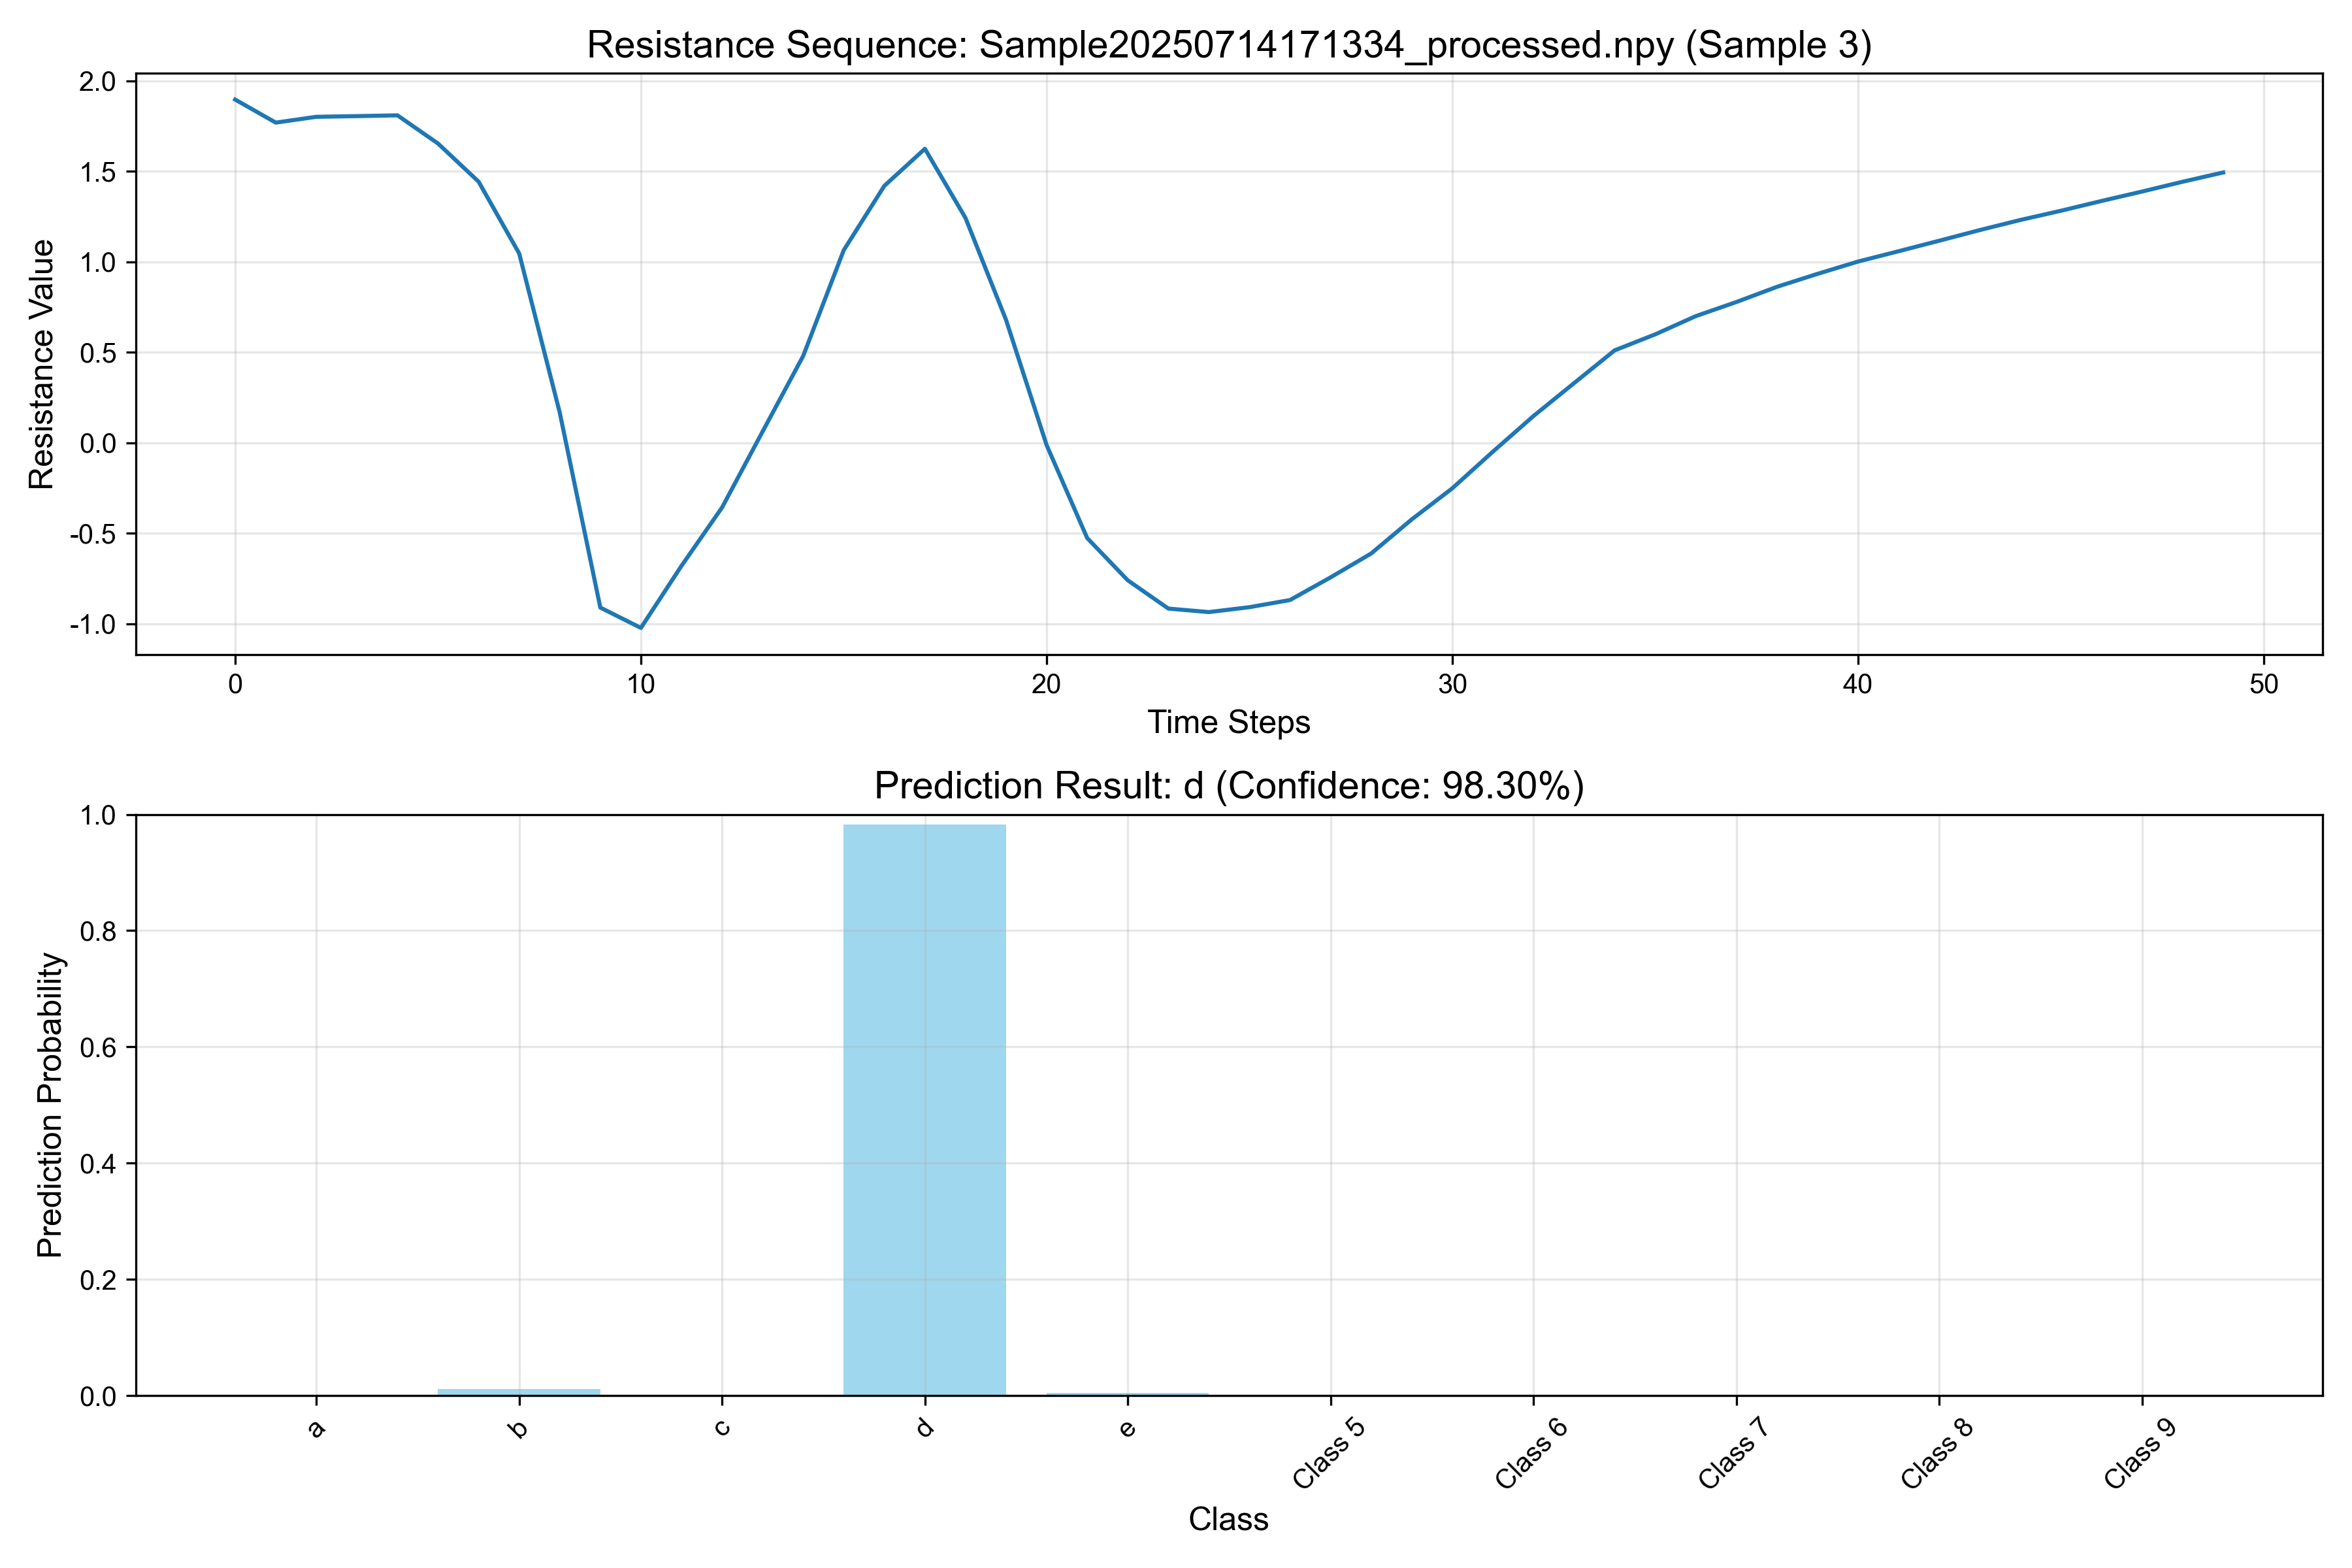 Resistance Sequence: Sample20250714171334_processed.npy (Sample 3)
2.0
1.5
1.0
0.5
0.0
-0.5
-1.0
Resistance Value
0 10 20 30 40 50
Time Steps
Prediction Result: d (Confidence: 98.30%)
1.0
0.8
0.6
0.4
0.2
0.0
Prediction Probability
a b c d e Class 5 Class 6 Class 7 Class 8 Class 9
Class